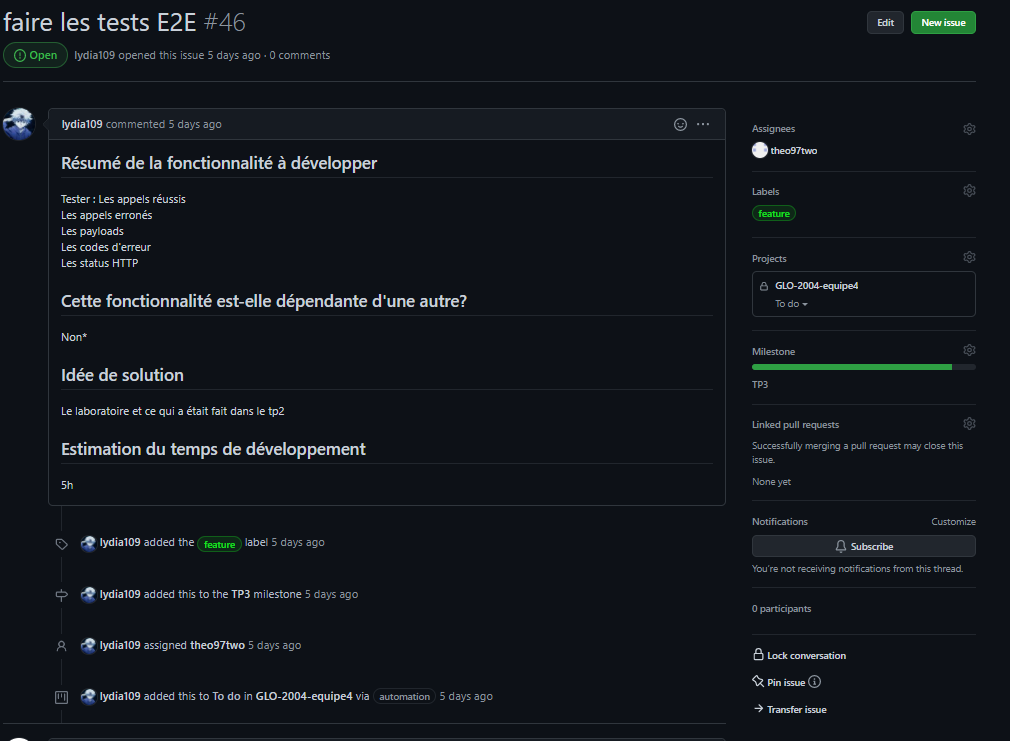 faire les tests E2E #46
Edit
New issue
Open
lydia109 opened this issue 5 days ago · 0 comments
lydia109 commented 5 days ago
Résumé de la fonctionnalité à développer
Tester : Les appels réussis
Les appels erronés
Les payloads
Les codes d'erreur
Les status HTTP
Cette fonctionnalité est-elle dépendante d'une autre?
Non*
Idée de solution
Le laboratoire et ce qui a était fait dans le tp2
Estimation du temps de développement
5h
lydia109 added the feature label 5 days ago
lydia109 added this to the TP3 milestone 5 days ago
lydia109 assigned theo97two 5 days ago
lydia109 added this to To do in GLO-2004-equipe4 via automation 5 days ago
Assignees
theo97two
Labels
feature
Projects
GLO-2004-equipe4
To do
Milestone
TP3
Linked pull requests
Successfully merging a pull request may close this
issue.
None yet
Notifications
Customize
Subscribe
You're not receiving notifications from this thread.
0 participants
Lock conversation
Pin issue
Transfer issue